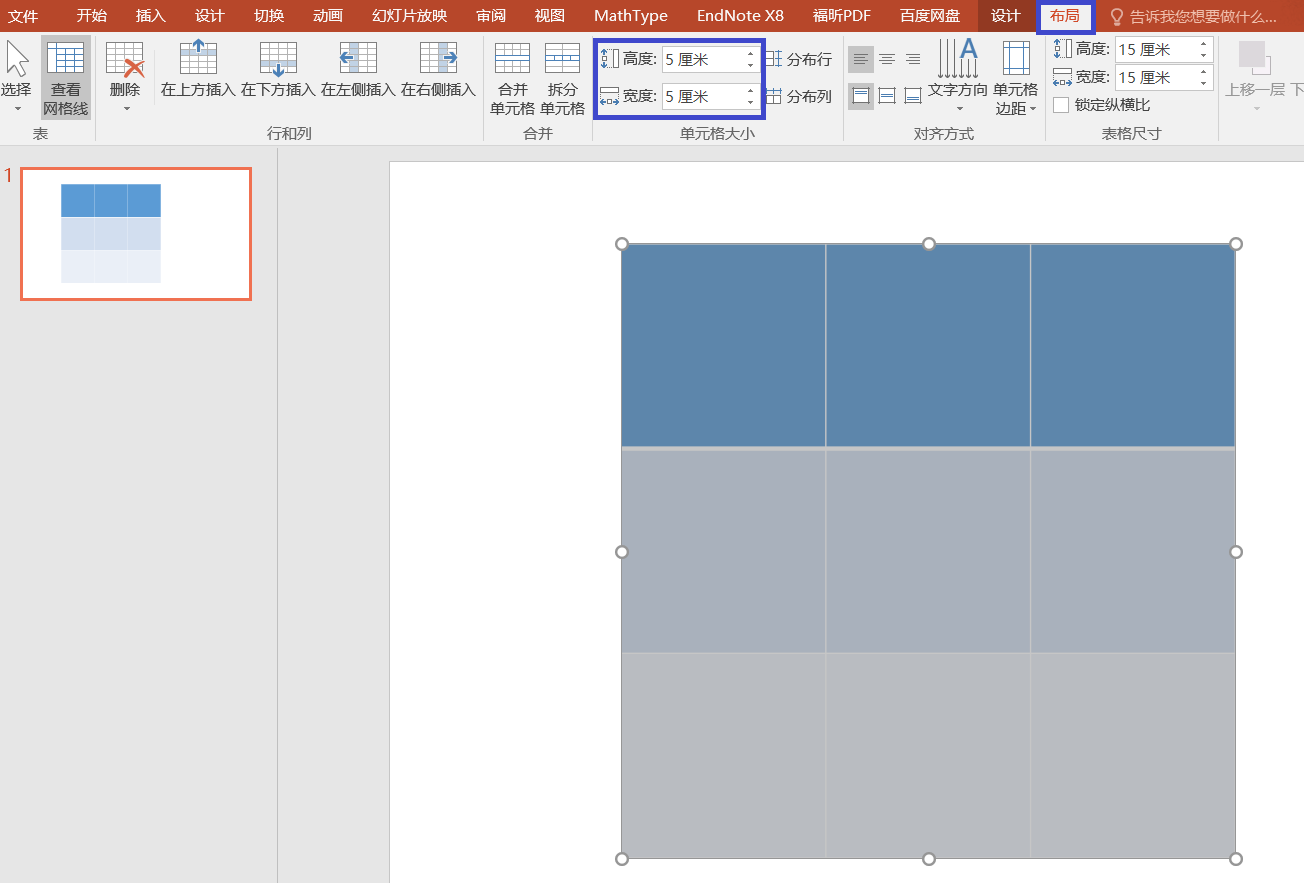 文件 开始 插入 设计 切换 动画 幻灯片放映 审阅 视图 MathType EndNote X8 福昕PDF 百度网盘 设计 布局 告诉我您想要做什么...
选择
查看
网格线
表
删除
在上方插入 在下方插入 在左侧插入 在右侧插入
行和列
合并
单元格
拆分
单元格
合并
高度: 5 厘米 分布行
宽度: 5 厘米 分布列
单元格大小
文字方向
单元格
边距
对齐方式
高度: 15 厘米
宽度: 15 厘米
锁定纵横比
表格尺寸
上移一层 下
1